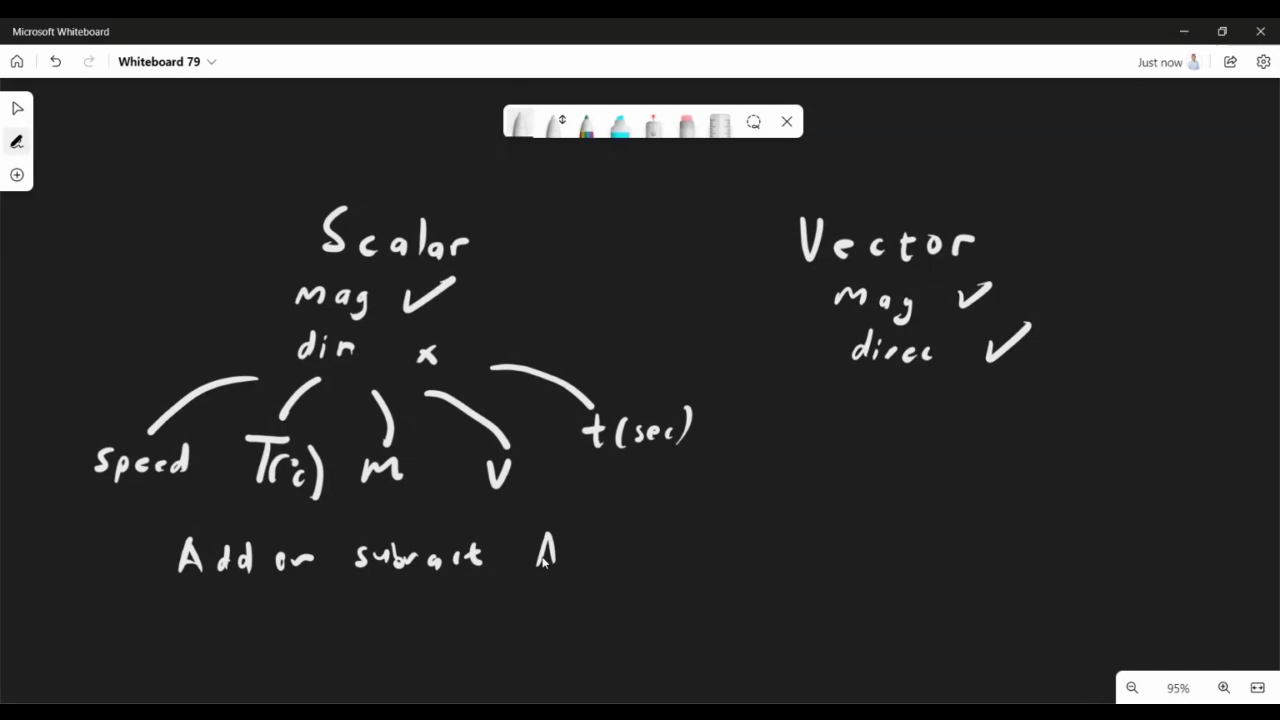 Microsoft Whiteboard
Whiteboard 79
Just now
Scalar
mag ✓
dir x
speed T(°c) m V t(sec)
Add or subract A
Vector
mag ✓
direc ✓
95%